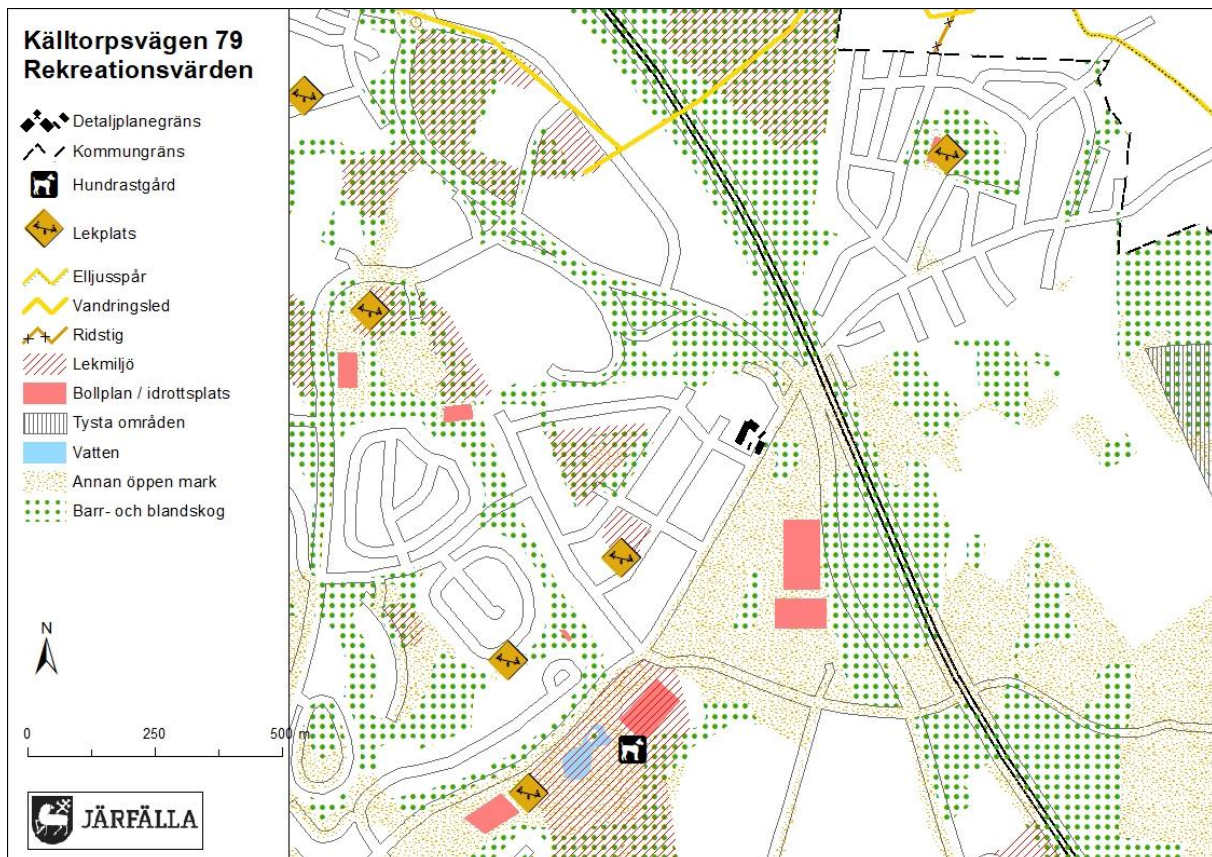 Källtorpsvägen 79
Rekreationsvärden
Detaljplanegräns
Kommungräns
Hundrastgård
Lekplats
Elljusspår
Vandringsled
Ridstig
Lekmiljö
Bollplan / idrottsplats
Tysta områden
Vatten
Annan öppen mark
Barr- och blandskog
N
0 250 500 m
JÄRFÄLLA